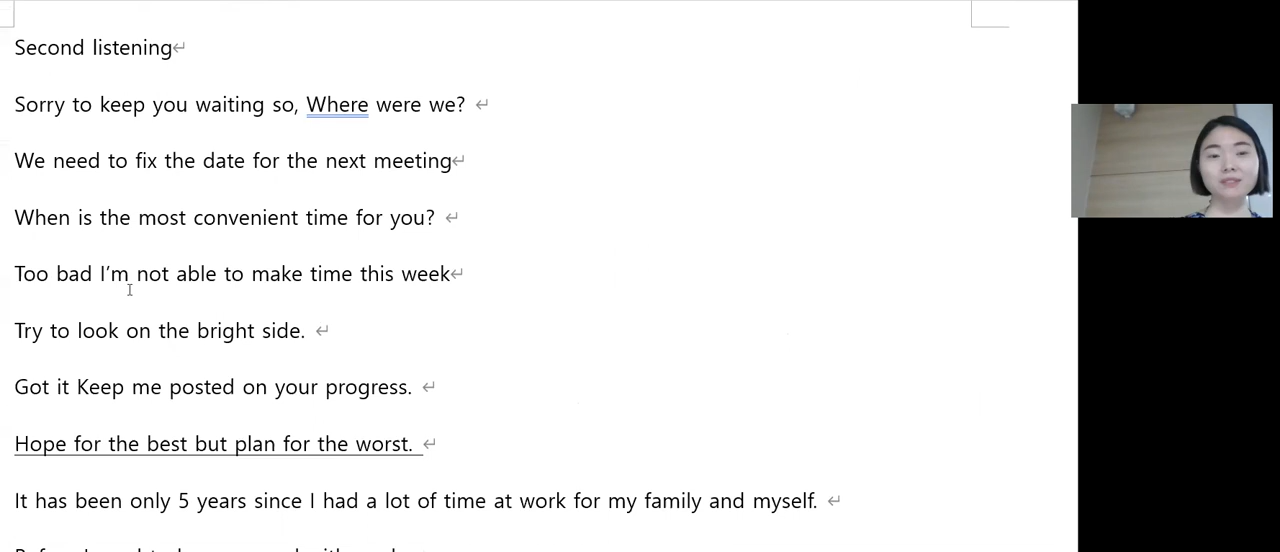 Second listening
Sorry to keep you waiting so, Where were we?
We need to fix the date for the next meeting
When is the most convenient time for you?
Too bad I’m not able to make time this week
Try to look on the bright side.
Got it Keep me posted on your progress.
Hope for the best but plan for the worst.
It has been only 5 years since I had a lot of time at work for my family and myself.